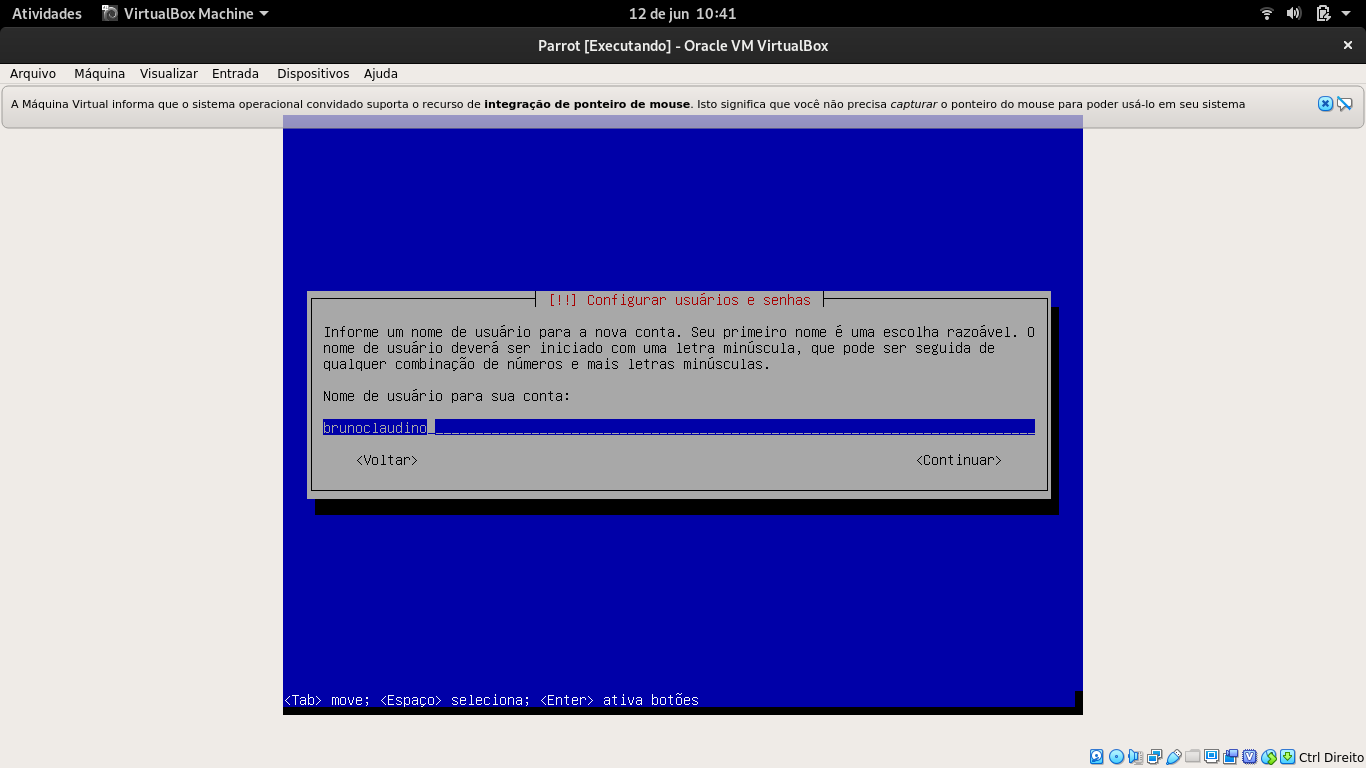 Atividades VirtualBox Machine 12 de jun 10:41
Parrot [Executando] - Oracle VM VirtualBox
Arquivo Máquina Visualizar Entrada Dispositivos Ajuda
A Máquina Virtual informa que o sistema operacional convidado suporta o recurso de integração de ponteiro de mouse. Isto significa que você não precisa capturar o ponteiro do mouse para poder usá-lo em seu sistema
[!!] Configurar usuários e senhas
Informe um nome de usuário para a nova conta. Seu primeiro nome é uma escolha razoável. O
nome de usuário deverá ser iniciado com uma letra minúscula, que pode ser seguida de
qualquer combinação de números e mais letras minúsculas.
Nome de usuário para sua conta:
brunoclaudino
<Voltar> <Continuar>
<Tab> move; <Espaço> seleciona; <Enter> ativa botões
Ctrl Direito